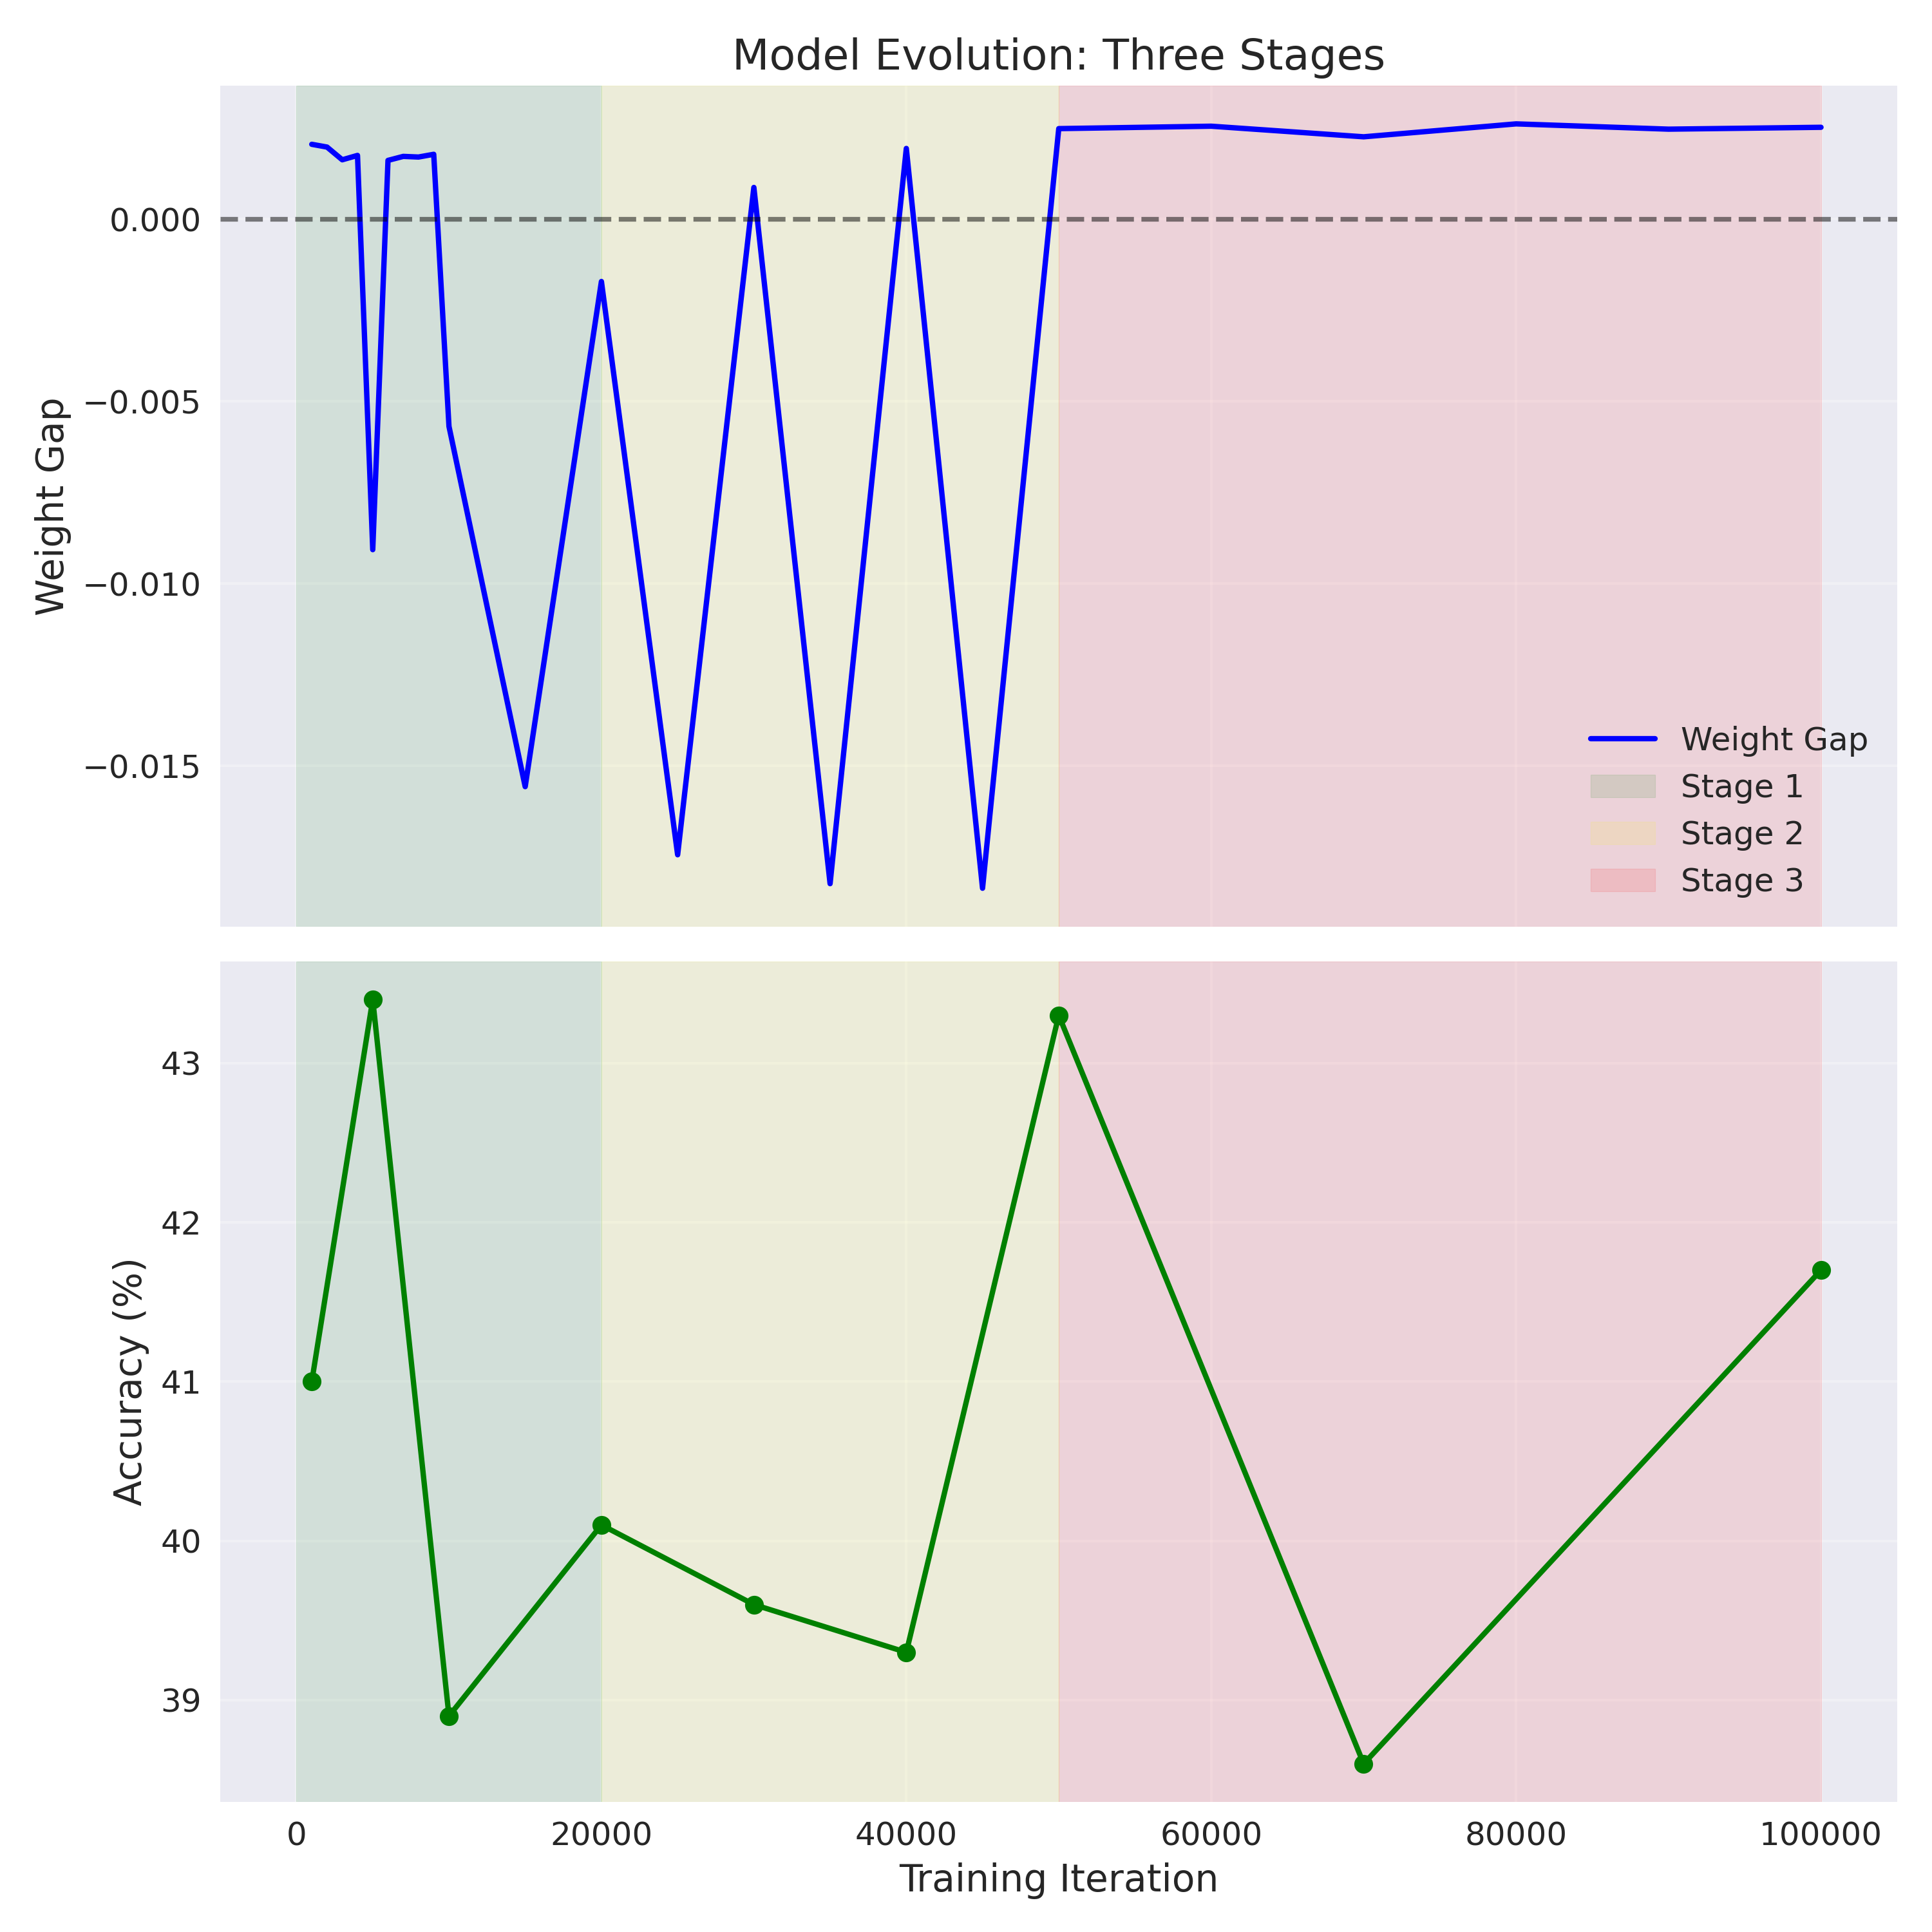 Model Evolution: Three Stages
Weight Gap
0.000
−0.005
−0.010
−0.015
Weight Gap
Stage 1
Stage 2
Stage 3
Accuracy (%)
43
42
41
40
39
0 20000 40000 60000 80000 100000
Training Iteration